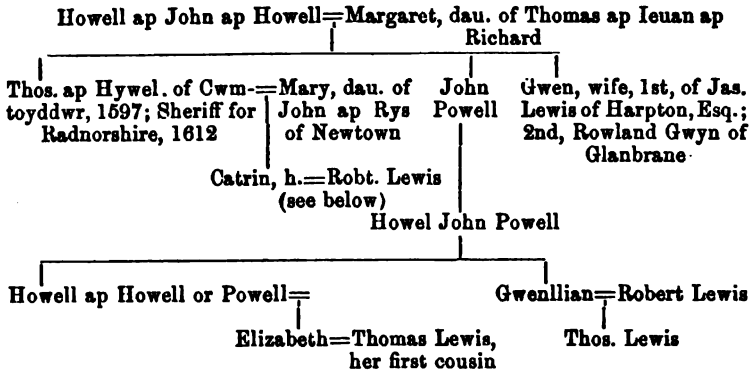 Howell ap John ap Howell=Margaret, dau. of Thomas ap Ieuan ap
Richard
Thos. ap Hywel. of Cwm-=Mary, dau. of John Gwen, wife, 1st, of Jas.
toyddwr, 1597; Sheriff for John ap Rys Powell Lewis of Harpton, Esq.;
Radnorshire, 1612 of Newtown 2nd, Rowland Gwyn of
Glanbrane
Catrin, h.=Robt. Lewis
(see below)
Howel John Powell
Howell ap Howell or Powell= Gwenllian=Robert Lewis
Elizabeth=Thomas Lewis, Thos. Lewis
her first cousin